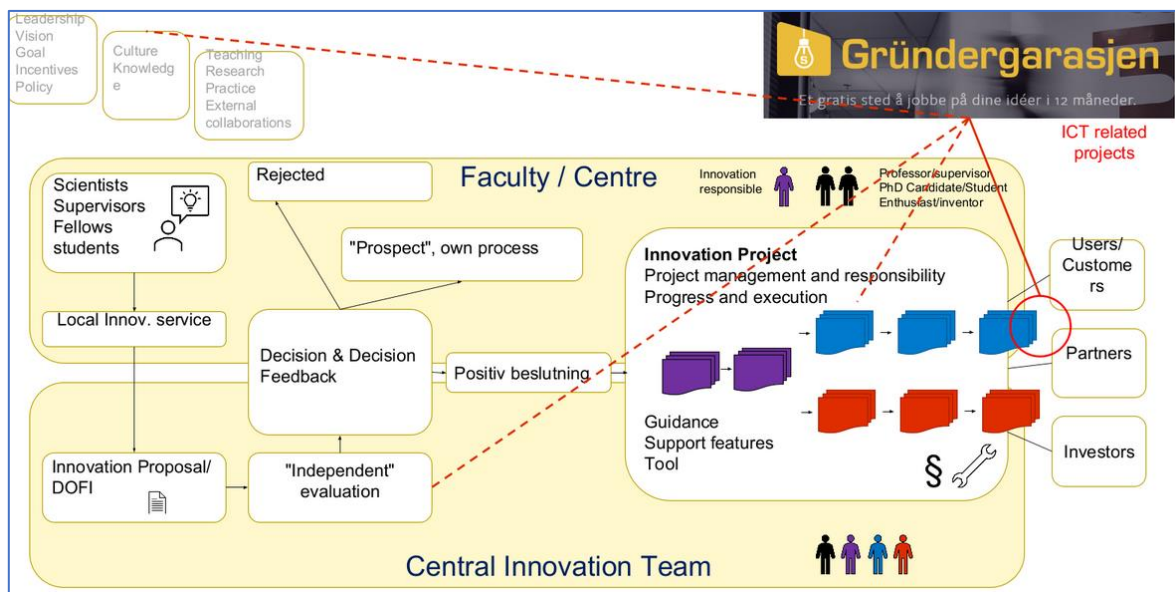 Leadership
Vision
Goal
Incentives
Policy
Culture
Knowledg
e
Teaching
Research
Practice
External
collaborations
S
Gründergarasjen
Et gratis sted å jobbe på dine idéer i 12 måneder.
ICT related
projects
Scientists
Supervisors
Fellows
students
Rejected
Faculty / Centre
Innovation
responsible
Professor/supervisor
PhD Candidate/Student
Enthusiast/inventor
"Prospect", own process
Innovation Project
Project management and responsibility
Progress and execution
Users/
Custome
rs
Local Innov. service
Decision & Decision
Feedback
Positiv beslutning
Partners
Guidance
Support features
Tool
§
Investors
Innovation Proposal/
DOFI
"Independent"
evaluation
Central Innovation Team